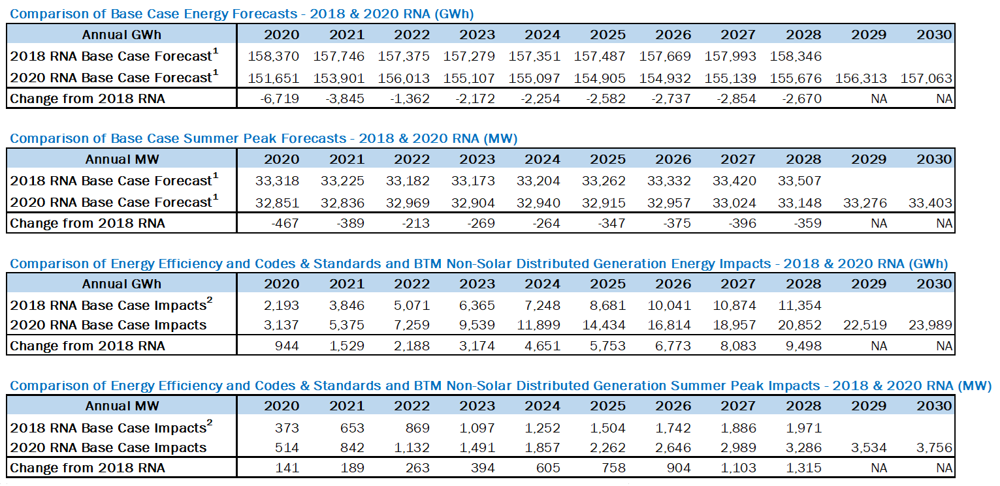 Comparison of Base Case Energy Forecasts - 2018 & 2020 RNA (GWh)
Annual GWh 2020 2021 2022 2023 2024 2025 2026 2027 2028 2029 2030
2018 RNA Base Case Forecast¹ 158,370 157,746 157,375 157,279 157,351 157,487 157,669 157,993 158,346
2020 RNA Base Case Forecast¹ 151,651 153,901 156,013 155,107 155,097 154,905 154,932 155,139 155,676 156,313 157,063
Change from 2018 RNA -6,719 -3,845 -1,362 -2,172 -2,254 -2,582 -2,737 -2,854 -2,670 NA NA
Comparison of Base Case Summer Peak Forecasts - 2018 & 2020 RNA (MW)
Annual MW 2020 2021 2022 2023 2024 2025 2026 2027 2028 2029 2030
2018 RNA Base Case Forecast¹ 33,318 33,225 33,182 33,173 33,204 33,262 33,332 33,420 33,507
2020 RNA Base Case Forecast¹ 32,851 32,836 32,969 32,904 32,940 32,915 32,957 33,024 33,148 33,276 33,403
Change from 2018 RNA -467 -389 -213 -269 -264 -347 -375 -396 -359 NA NA
Comparison of Energy Efficiency and Codes & Standards and BTM Non-Solar Distributed Generation Energy Impacts - 2018 & 2020 RNA (GWh)
Annual GWh 2020 2021 2022 2023 2024 2025 2026 2027 2028 2029 2030
2018 RNA Base Case Impacts² 2,193 3,846 5,071 6,365 7,248 8,681 10,041 10,874 11,354
2020 RNA Base Case Impacts 3,137 5,375 7,259 9,539 11,899 14,434 16,814 18,957 20,852 22,519 23,989
Change from 2018 RNA 944 1,529 2,188 3,174 4,651 5,753 6,773 8,083 9,498 NA NA
Comparison of Energy Efficiency and Codes & Standards and BTM Non-Solar Distributed Generation Summer Peak Impacts - 2018 & 2020 RNA (MW)
Annual MW 2020 2021 2022 2023 2024 2025 2026 2027 2028 2029 2030
2018 RNA Base Case Impacts² 373 653 869 1,097 1,252 1,504 1,742 1,886 1,971
2020 RNA Base Case Impacts 514 842 1,132 1,491 1,857 2,262 2,646 2,989 3,286 3,534 3,756
Change from 2018 RNA 141 189 263 394 605 758 904 1,103 1,315 NA NA